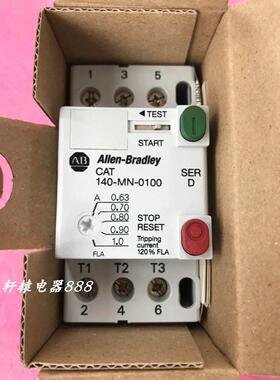 1 3 5
◀ TEST
START
AB Allen-Bradley
CAT
140-MN-0100
SER
D
A 0.63
0.70
0.80
0.90
1.0
FLA
STOP
RESET
Tripping
current
120% FLA
T1 T2 T3
2 4 6
轩雄电器888